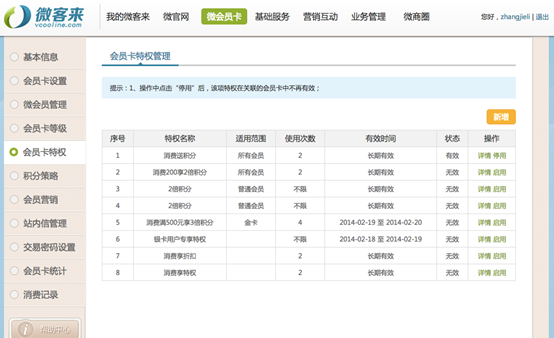 微客来
vcooline.com
我的微客来 微官网 微会员卡 基础服务 营销互动 业务管理 微商圈
您好，zhangjieli | 退出
基本信息
会员卡设置
微会员管理
会员卡等级
会员卡特权
积分策略
会员营销
站内信管理
交易密码设置
会员卡统计
消费记录
帮助中心
会员卡特权管理
提示：1、操作中点击“停用”后，该项特权在关联的会员卡中不再有效；
新增
序号 特权名称 适用范围 使用次数 有效时间 状态 操作
1 消费送积分 所有会员 2 长期有效 有效 详情 停用
2 消费200享2倍积分 所有会员 2 长期有效 无效 详情 启用
3 2倍积分 普通会员 不限 长期有效 无效 详情 启用
4 2倍积分 普通会员 不限 长期有效 无效 详情 启用
5 消费满500元享3倍积分 金卡 4 2014-02-19 至 2014-02-20 无效 详情 启用
6 银卡用户专享特权 不限 2014-02-18 至 2014-02-19 无效 详情 启用
7 消费享折扣 2 长期有效 无效 详情 启用
8 消费享特权 2 长期有效 无效 详情 启用